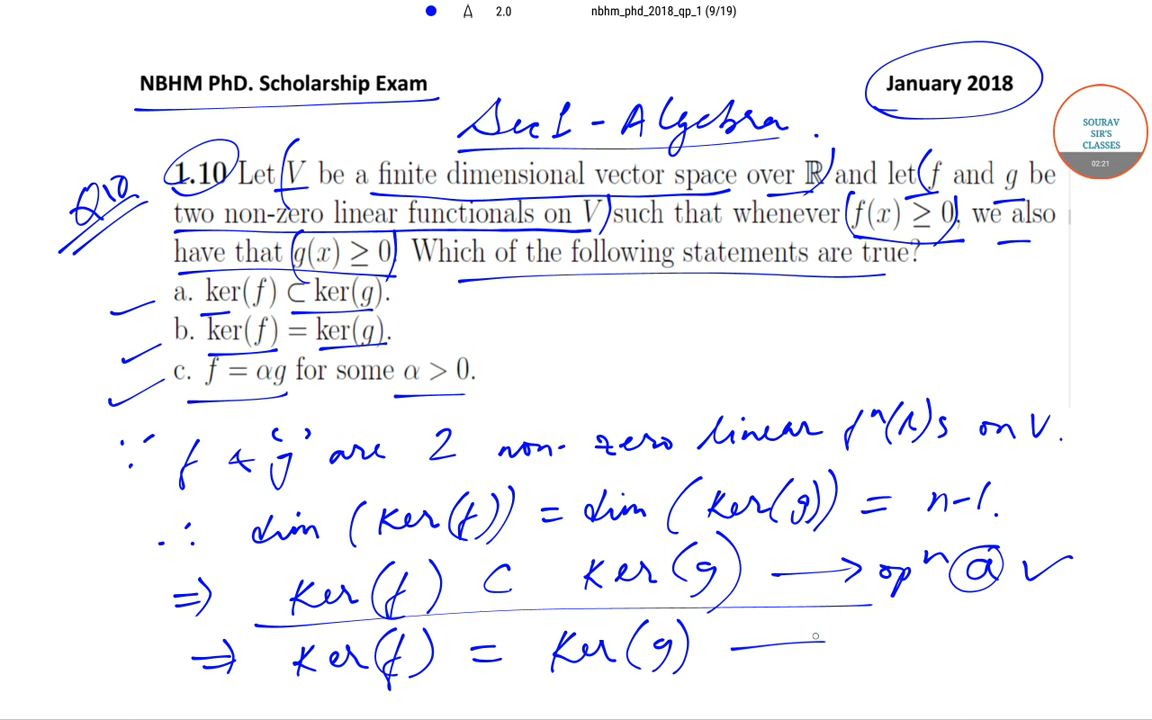 2.0 nbhm_phd_2018_qp_1 (9/19)
NBHM PhD. Scholarship Exam January 2018
Sec 1 - Algebra.
SOURAV
SIR'S
CLASSES
02:21
Q10
1.10 Let V be a finite dimensional vector space over ℝ and let f and g be
two non-zero linear functionals on V such that whenever f(x) ≥ 0, we also
have that g(x) ≥ 0. Which of the following statements are true?
a. ker(f) ⊂ ker(g).
b. ker(f) = ker(g).
c. f = αg for some α > 0.
∵ f & 'g' are 2 non-zero linear fⁿ(l)s on V.
∴ dim (Ker(f)) = dim (Ker(g)) = n-1.
⇒ Ker(f) ⊂ Ker(g) → opⁿ (a) ✓
⇒ Ker(f) = Ker(g) —